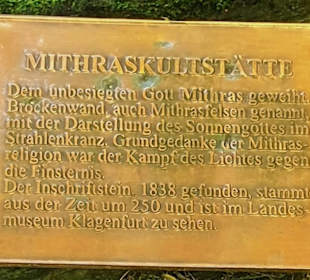 MITHRASKULTSTÄTTE
Dem unbesiegten Gott Mithras geweiht.
Bröckenwand, auch Mithrasfelsen genannt,
mit der Darstellung des Sonnengottes im
Strahlenkranz. Grundgedanke der Mithras-
religion war der Kampf des Lichtes gegen
die Finsternis.
Der Inschriftstein, 1838 gefunden, stammt
aus der Zeit um 250 und ist im Landes-
museum Klagenfurt zu sehen.